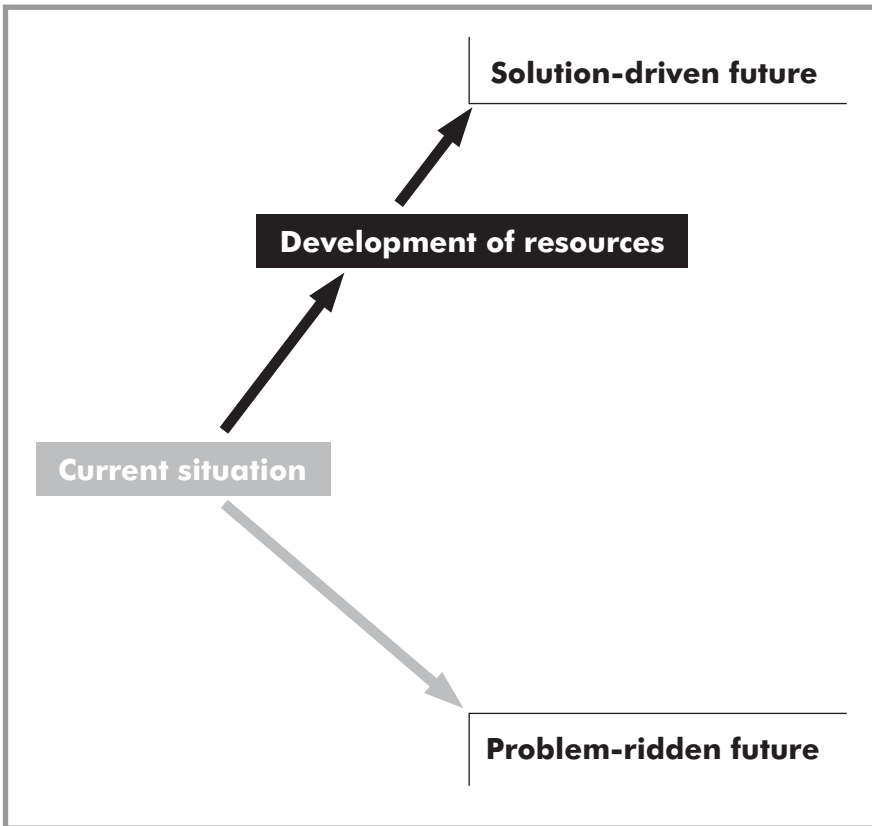 Solution-driven future
Development of resources
Current situation
Problem-ridden future